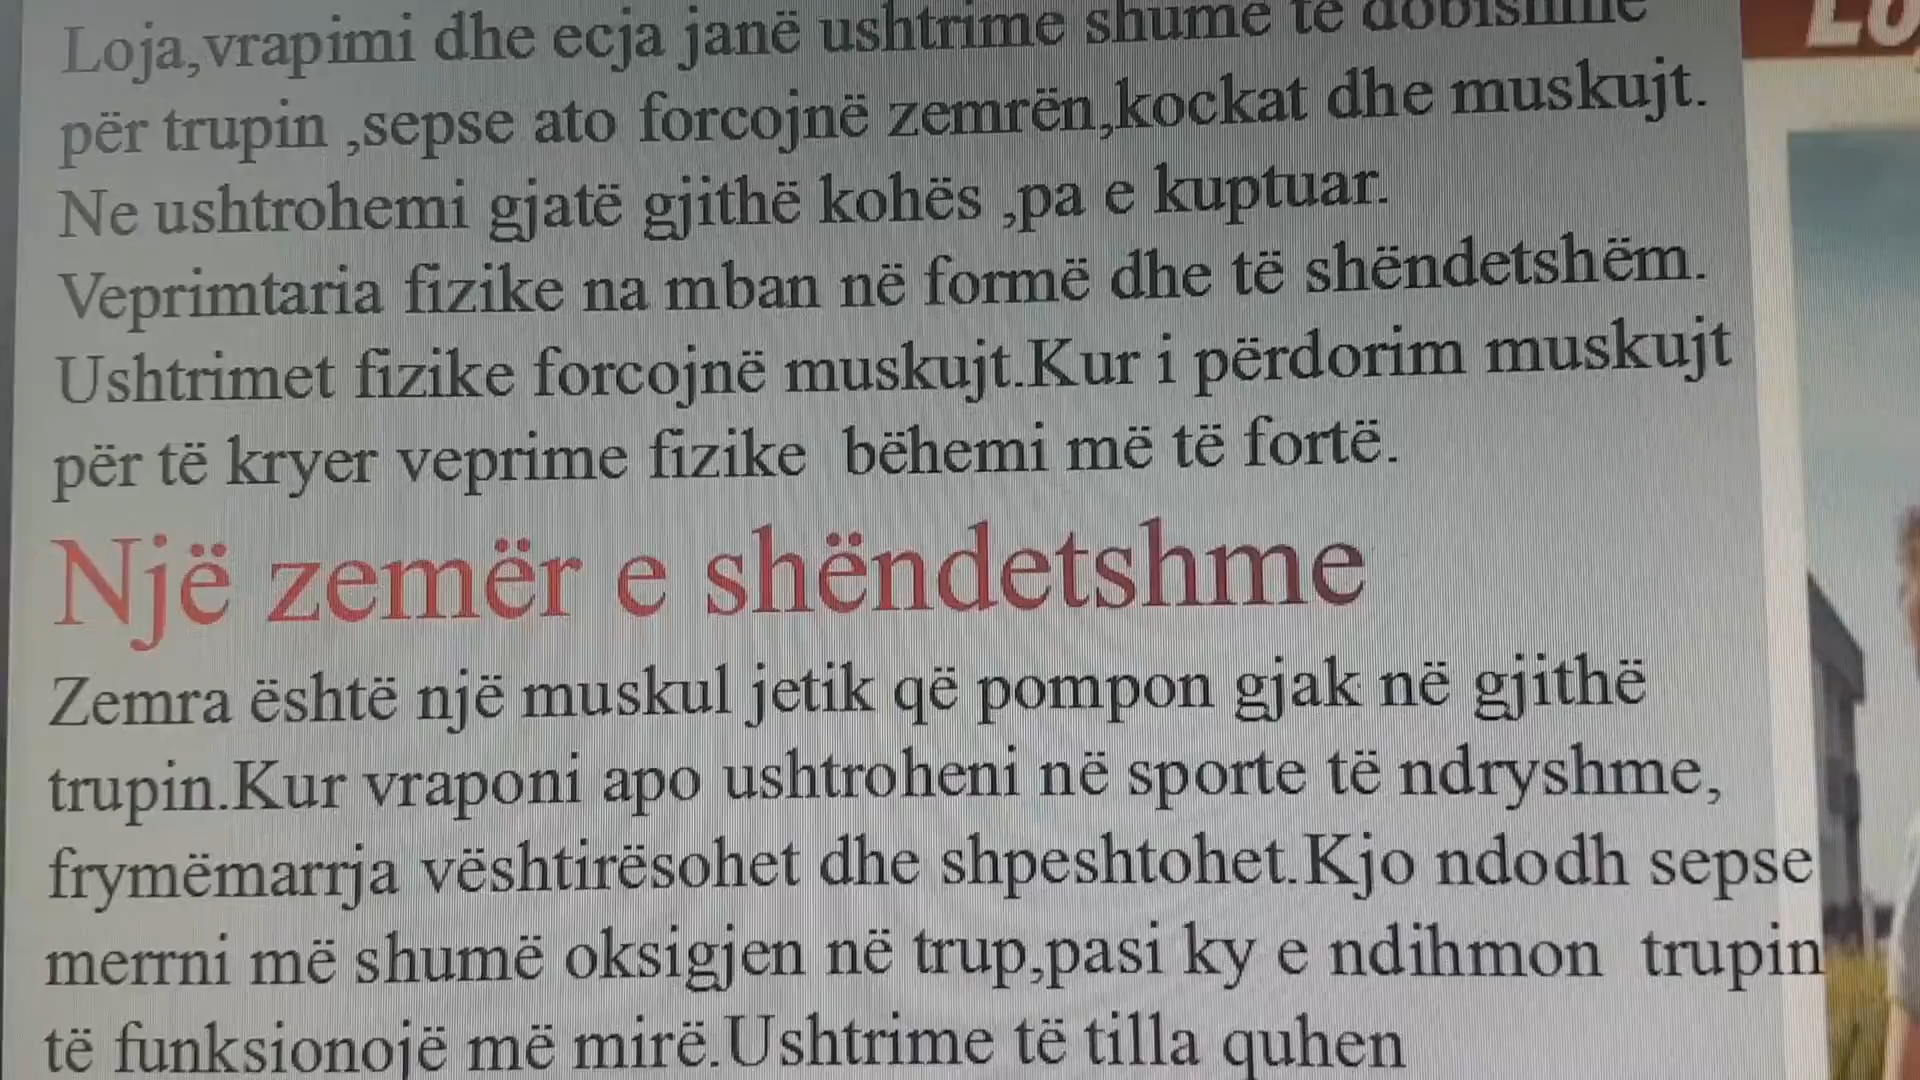 Loja,vrapimi dhe ecja janë ushtrime shumë të dobishme
për trupin ,sepse ato forcojnë zemrën,kockat dhe muskujt.
Ne ushtrohemi gjatë gjithë kohës ,pa e kuptuar.
Veprimtaria fizike na mban në formë dhe të shëndetshëm.
Ushtrimet fizike forcojnë muskujt.Kur i përdorim muskujt
për të kryer veprime fizike  bëhemi më të fortë.
Një zemër e shëndetshme
Zemra është një muskul jetik që pompon gjak në gjithë
trupin.Kur vraponi apo ushtroheni në sporte të ndryshme,
frymëmarrja vështirësohet dhe shpeshtohet.Kjo ndodh sepse
merrni më shumë oksigjen në trup,pasi ky e ndihmon  trupin
të funksionojë më mirë.Ushtrime të tilla quhen